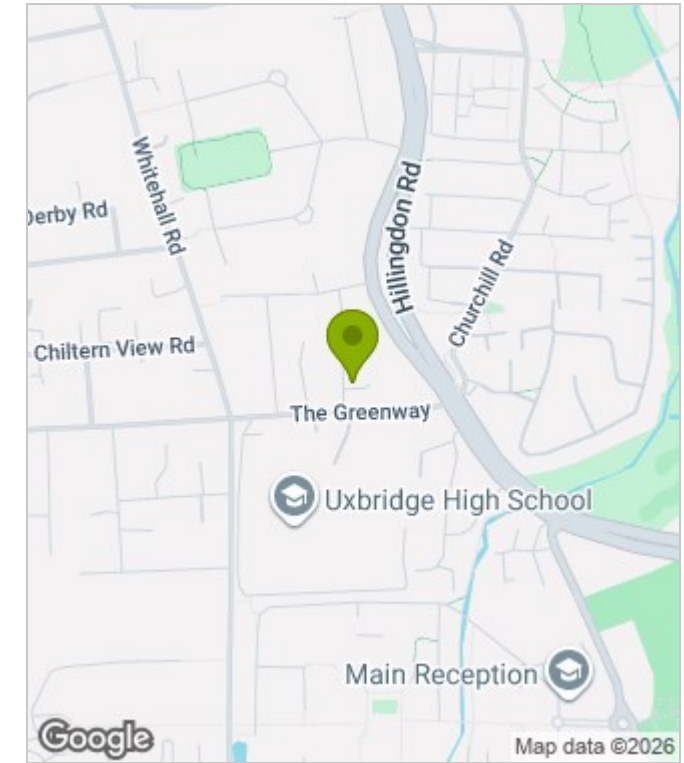 Whitehall Rd
Derby Rd
Hillingdon Rd
Churchill Rd
Chiltern View Rd
The Greenway
Uxbridge High School
Main Reception
Google
Map data ©2026